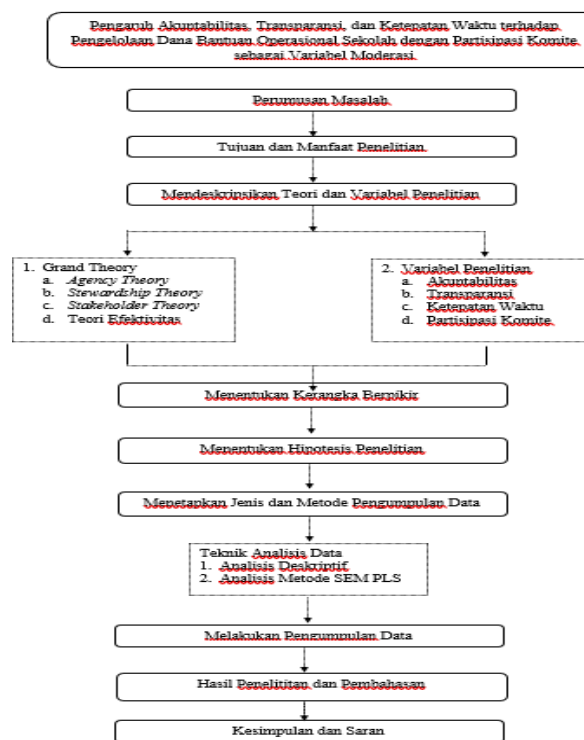 Pengaruh Akuntabilitas, Transparansi, dan Ketepatan Waktu terhadap
Pengelolaan Dana Bantuan Operasional Sekolah dengan Partisipasi Komite
sebagai Variabel Moderasi
Perumusan Masalah
Tujuan dan Manfaat Penelitian
Mendeskripsikan Teori dan Variabel Penelitian
1. Grand Theory
a. Agency Theory
b. Stewardship Theory
c. Stakeholder Theory
d. Teori Efektivitas
2. Variabel Penelitian
a. Akuntabilitas
b. Transparansi
c. Ketepatan Waktu
d. Partisipasi Komite
Menentukan Kerangka Berpikir
Menentukan Hipotesis Penelitian
Menetapkan Jenis dan Metode Pengumpulan Data
Teknik Analisis Data
1. Analisis Deskriptif
2. Analisis Metode SEM PLS
Melakukan Pengumpulan Data
Hasil Penelititan dan Pembahasan
Kesimpulan dan Saran